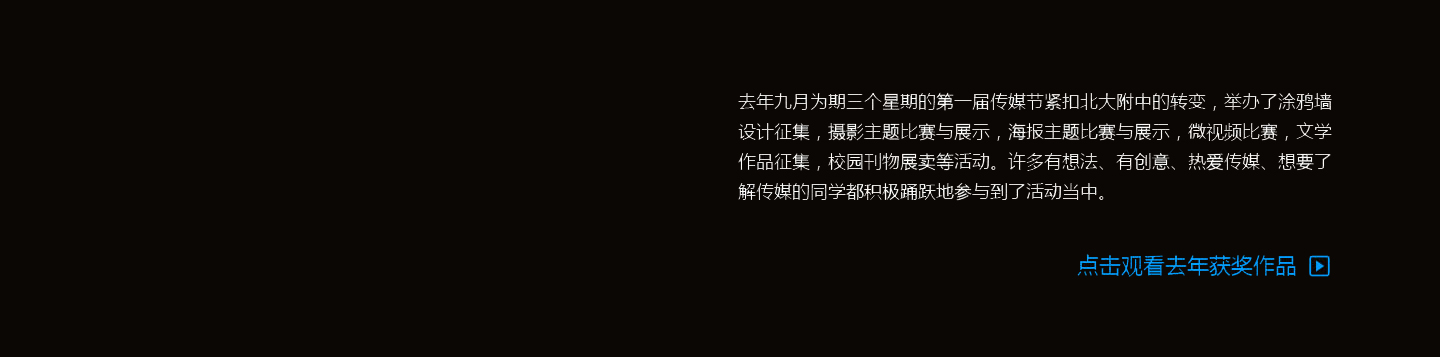 去年九月为期三个星期的第一届传媒节紧扣北大附中的转变，举办了涂鸦墙
设计征集，摄影主题比赛与展示，海报主题比赛与展示，微视频比赛，文学
作品征集，校园刊物展卖等活动。许多有想法、有创意、热爱传媒、想要了
解传媒的同学都积极踊跃地参与到了活动当中。
点击观看去年获奖作品